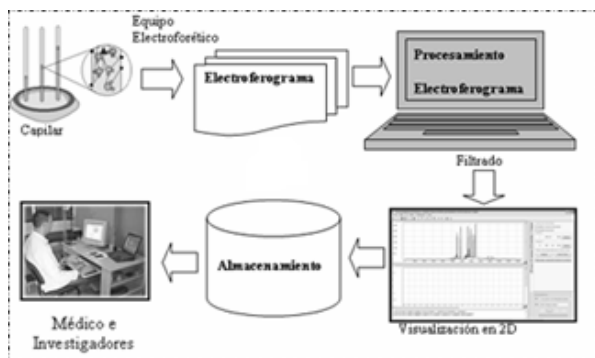 Equipo
Electroforético
Capilar
Electroferograma
Procesamiento
Electroferograma
Filtrado
Visualización en 2D
Almacenamiento
Médico e
Investigadores